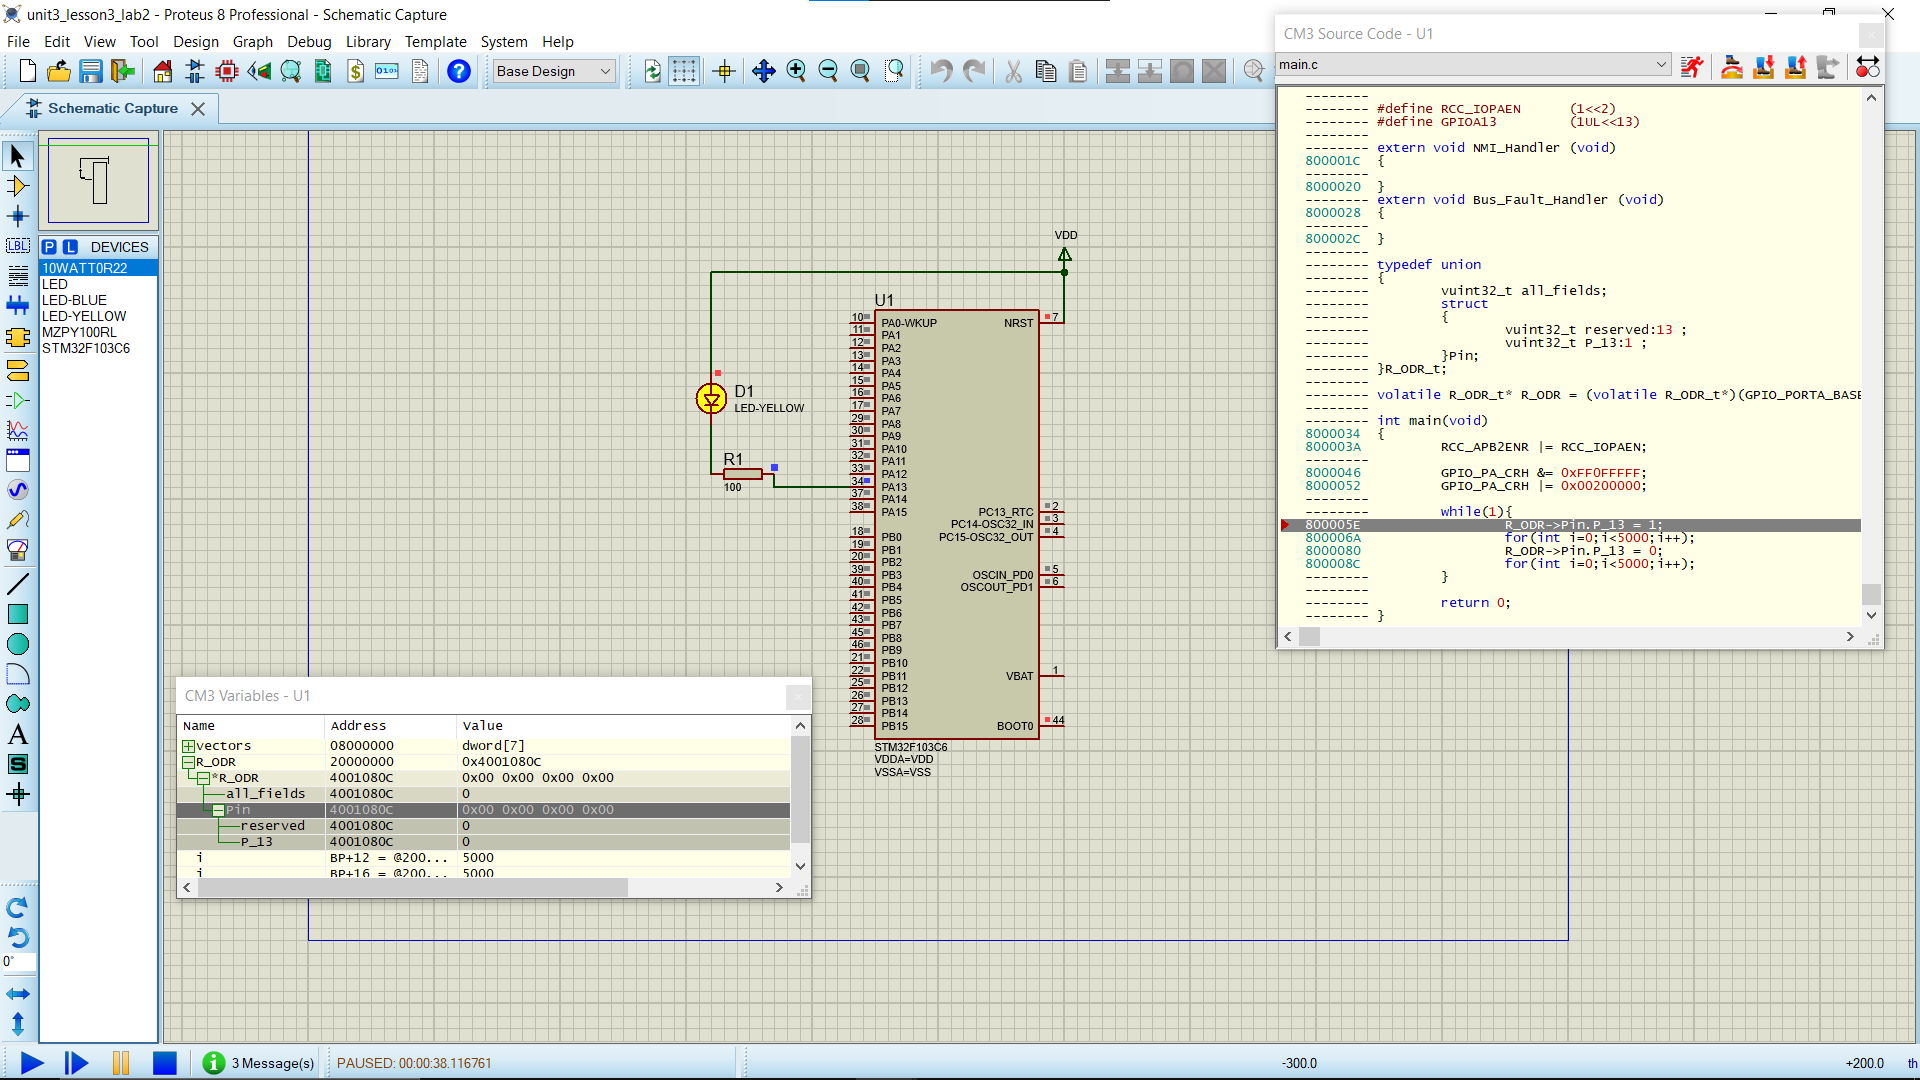 unit3_lesson3_lab2 - Proteus 8 Professional - Schematic Capture
File Edit View Tool Design Graph Debug Library Template System Help
Base Design
Schematic Capture
P L DEVICES
10WATT0R22
LED
LED-BLUE
LED-YELLOW
MZPY100RL
STM32F103C6
LBL
A
S
0°
VDD
U1
10 PA0-WKUP
11 PA1
12 PA2
13 PA3
14 PA4
15 PA5
16 PA6
17 PA7
29 PA8
30 PA9
31 PA10
32 PA11
33 PA12
34 PA13
37 PA14
38 PA15
18 PB0
19 PB1
20 PB2
39 PB3
40 PB4
41 PB5
42 PB6
43 PB7
45 PB8
46 PB9
21 PB10
22 PB11
25 PB12
26 PB13
27 PB14
28 PB15
NRST 7
PC13_RTC 2
PC14-OSC32_IN 3
PC15-OSC32_OUT 4
OSCIN_PD0 5
OSCOUT_PD1 6
VBAT 1
BOOT0 44
STM32F103C6
VDDA=VDD
VSSA=VSS
D1
LED-YELLOW
R1
100
CM3 Source Code - U1
main.c
--------
-------- #define RCC_IOPAEN (1<<2)
-------- #define GPIOA13 (1UL<<13)
--------
-------- extern void NMI_Handler (void)
800001C {
--------
8000020 }
-------- extern void Bus_Fault_Handler (void)
8000028 {
--------
800002C }
--------
-------- typedef union
-------- {
-------- vuint32_t all_fields;
-------- struct
-------- {
-------- vuint32_t reserved:13 ;
-------- vuint32_t P_13:1 ;
-------- }Pin;
-------- }R_ODR_t;
--------
-------- volatile R_ODR_t* R_ODR = (volatile R_ODR_t*)(GPIO_PORTA_BASE
--------
-------- int main(void)
8000034 {
800003A RCC_APB2ENR |= RCC_IOPAEN;
--------
8000046 GPIO_PA_CRH &= 0xFF0FFFFF;
8000052 GPIO_PA_CRH |= 0x00200000;
--------
-------- while(1){
800005E R_ODR->Pin.P_13 = 1;
800006A for(int i=0;i<5000;i++);
8000080 R_ODR->Pin.P_13 = 0;
800008C for(int i=0;i<5000;i++);
-------- }
--------
-------- return 0;
-------- }
CM3 Variables - U1
Name Address Value
vectors 08000000 dword[7]
R_ODR 20000000 0x4001080C
*R_ODR 4001080C 0x00 0x00 0x00 0x00
all_fields 4001080C 0
Pin 4001080C 0x00 0x00 0x00 0x00
reserved 4001080C 0
P_13 4001080C 0
i BP+12 = @200... 5000
i BP+16 = @200... 5000
3 Message(s)
PAUSED: 00:00:38.116761
-300.0
+200.0
th